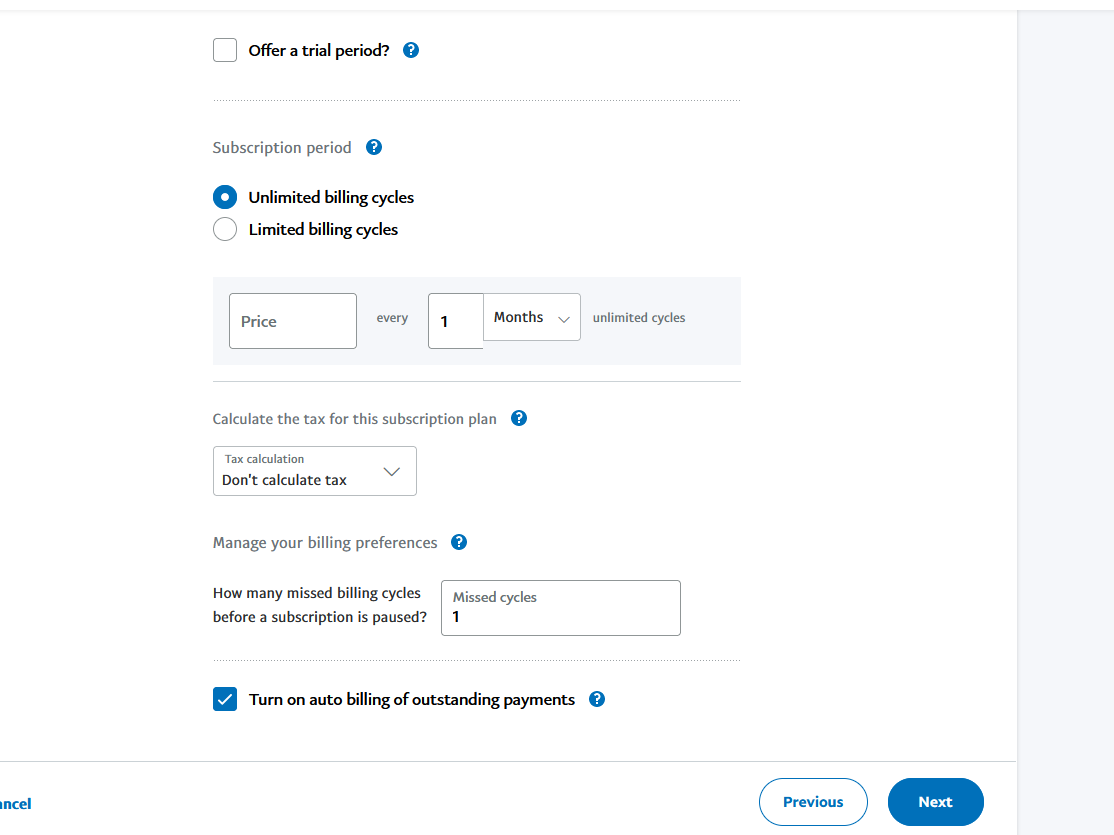 Offer a trial period? ?
Subscription period ?
Unlimited billing cycles
Limited billing cycles
Price every 1 Months unlimited cycles
Calculate the tax for this subscription plan ?
Tax calculation
Don't calculate tax
Manage your billing preferences ?
How many missed billing cycles
before a subscription is paused?
Missed cycles
1
Turn on auto billing of outstanding payments ?
ancel Previous Next